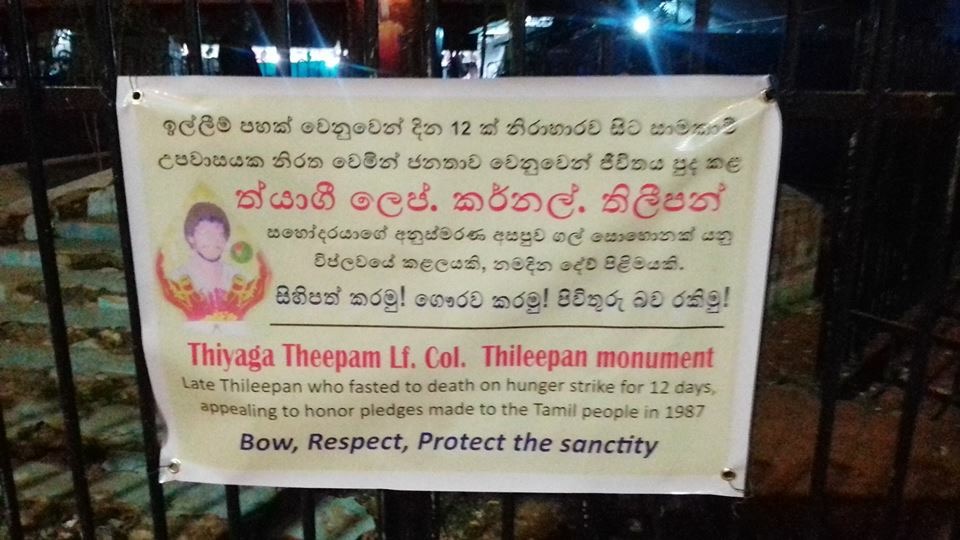 ඉල්ලීම් පහක් වෙනුවෙන් දින 12 ක් නිරාහාරව සිට සාමකාමී
උපවාසයක නිරත වෙමින් ජනතාව වෙනුවෙන් ජීවිතය පුද කළ
ත්යාගී ලෙප්. කර්නල්. තිලීපන්
සහෝදරයාගේ අනුස්මරණ අසපුව ගල් සොහොනක් යනු
විප්ලවයේ කළලයකි, නමදින දේව පිළිමයකි.
සිහිපත් කරමු! ගෞරව කරමු! පිවිතුරු බව රකිමු!
Thiyaga Theepam Lf. Col. Thileepan monument
Late Thileepan who fasted to death on hunger strike for 12 days,
appealing to honor pledges made to the Tamil people in 1987
Bow, Respect, Protect the sanctity